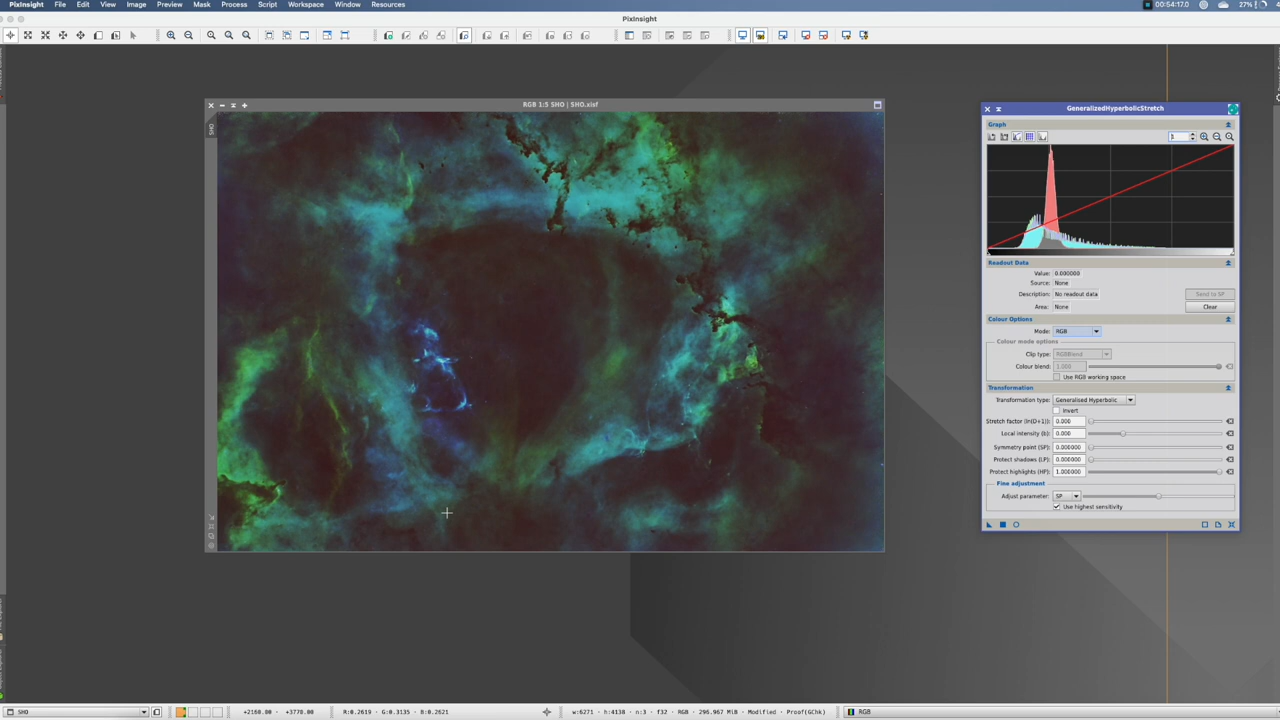 PixInsight File Edit View Image Preview Mask Process Script Workspace Window Resources 00:54:17.0 27%
PixInsight
RGB 1:5 SHO | SHO.xisf
SHO
GeneralizedHyperbolicStretch
Graph
Readout Data
Value: 0.000000
Source: None
Description: No readout data Send to SP
Area: None Clear
Colour Options
Mode: RGB
Colour mode options
Clip type: RGBBlend
Colour blend: 1.000
Use RGB working space
Transformation
Transformation type: Generalised Hyperbolic
Invert
Stretch factor (ln(D+1): 0.000
Local intensity (b): 0.000
Symmetry point (SP): 0.000000
Protect shadows (LP): 0.000000
Protect highlights (HP): 1.000000
Fine adjustment
Adjust parameter: SP
Use highest sensitivity
SHO +2160.00 · +3770.00 R:0.2619 · G:0.3135 · B:0.2621 w:6271 · h:4138 · n:3 · f32 · RGB · 296.967 MiB · Modified · Proof(GChk) RGB